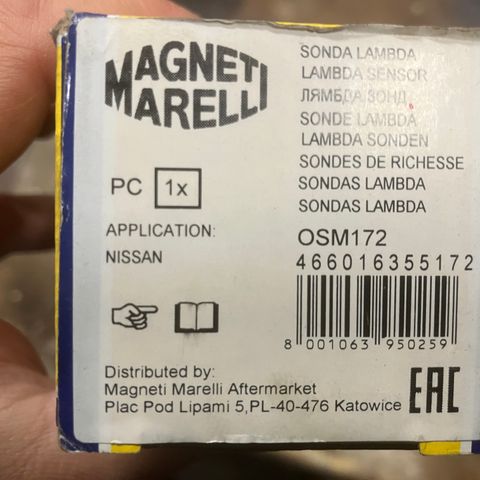 MAGNETI
MARELLI
SONDA LAMBDA
LAMBDA SENSOR
ЛЯМБДА ЗОНД
SONDE LAMBDA
LAMBDA SONDEN
SONDES DE RICHESSE
SONDAS LAMBDA
SONDAS LAMBDA
PC 1x
APPLICATION:
NISSAN
OSM172
466016355172
8 001063 950259
Distributed by:
Magneti Marelli Aftermarket
Plac Pod Lipami 5,PL-40-476 Katowice
EAC